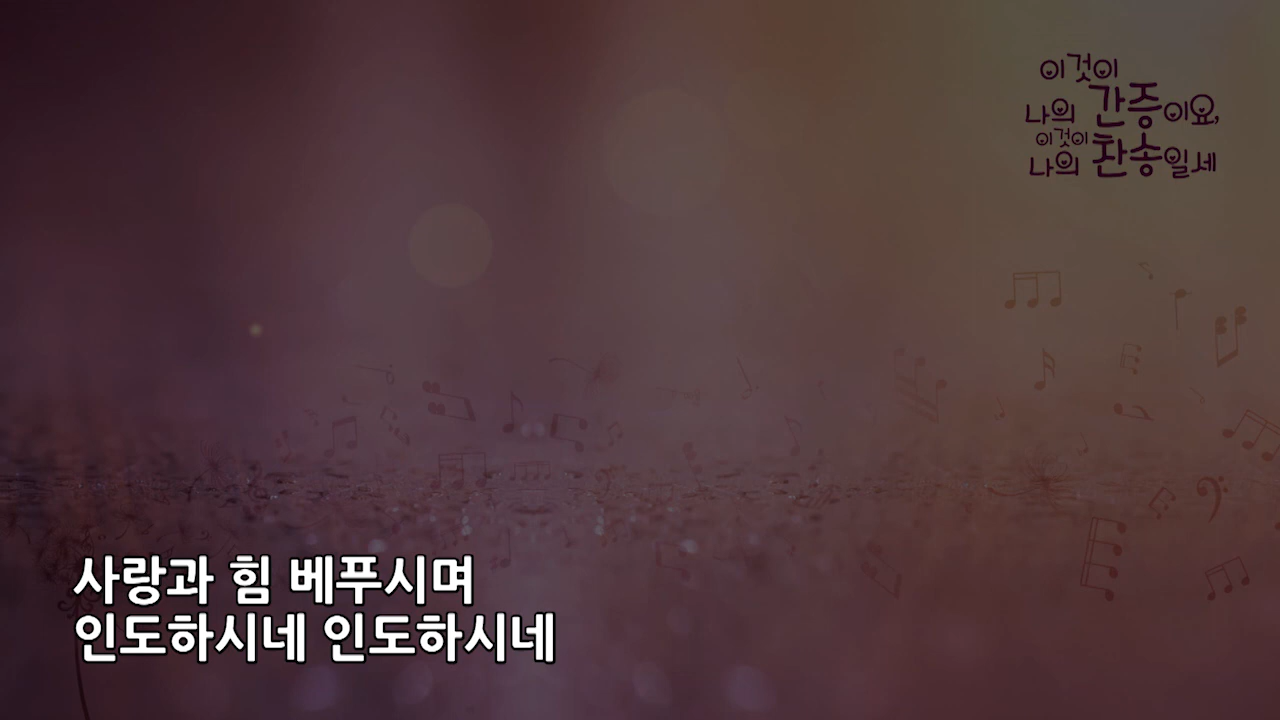 이것이
나의 간증이요,
이것이
나의 찬송일세
사랑과 힘 베푸시며
인도하시네 인도하시네